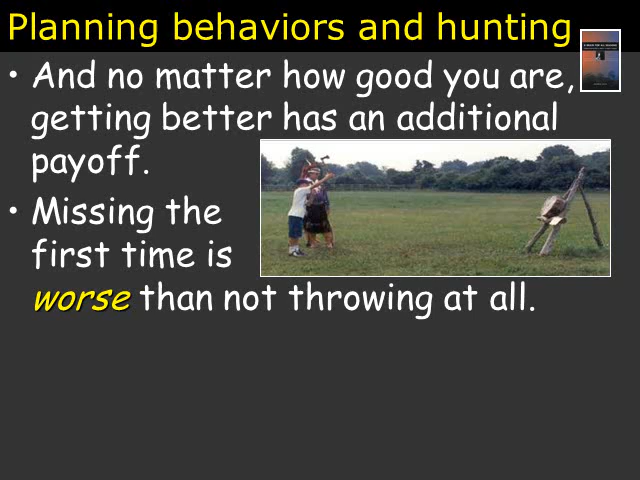 Planning behaviors and hunting
• And no matter how good you are,
getting better has an additional
payoff.
• Missing the
first time is
worse than not throwing at all.